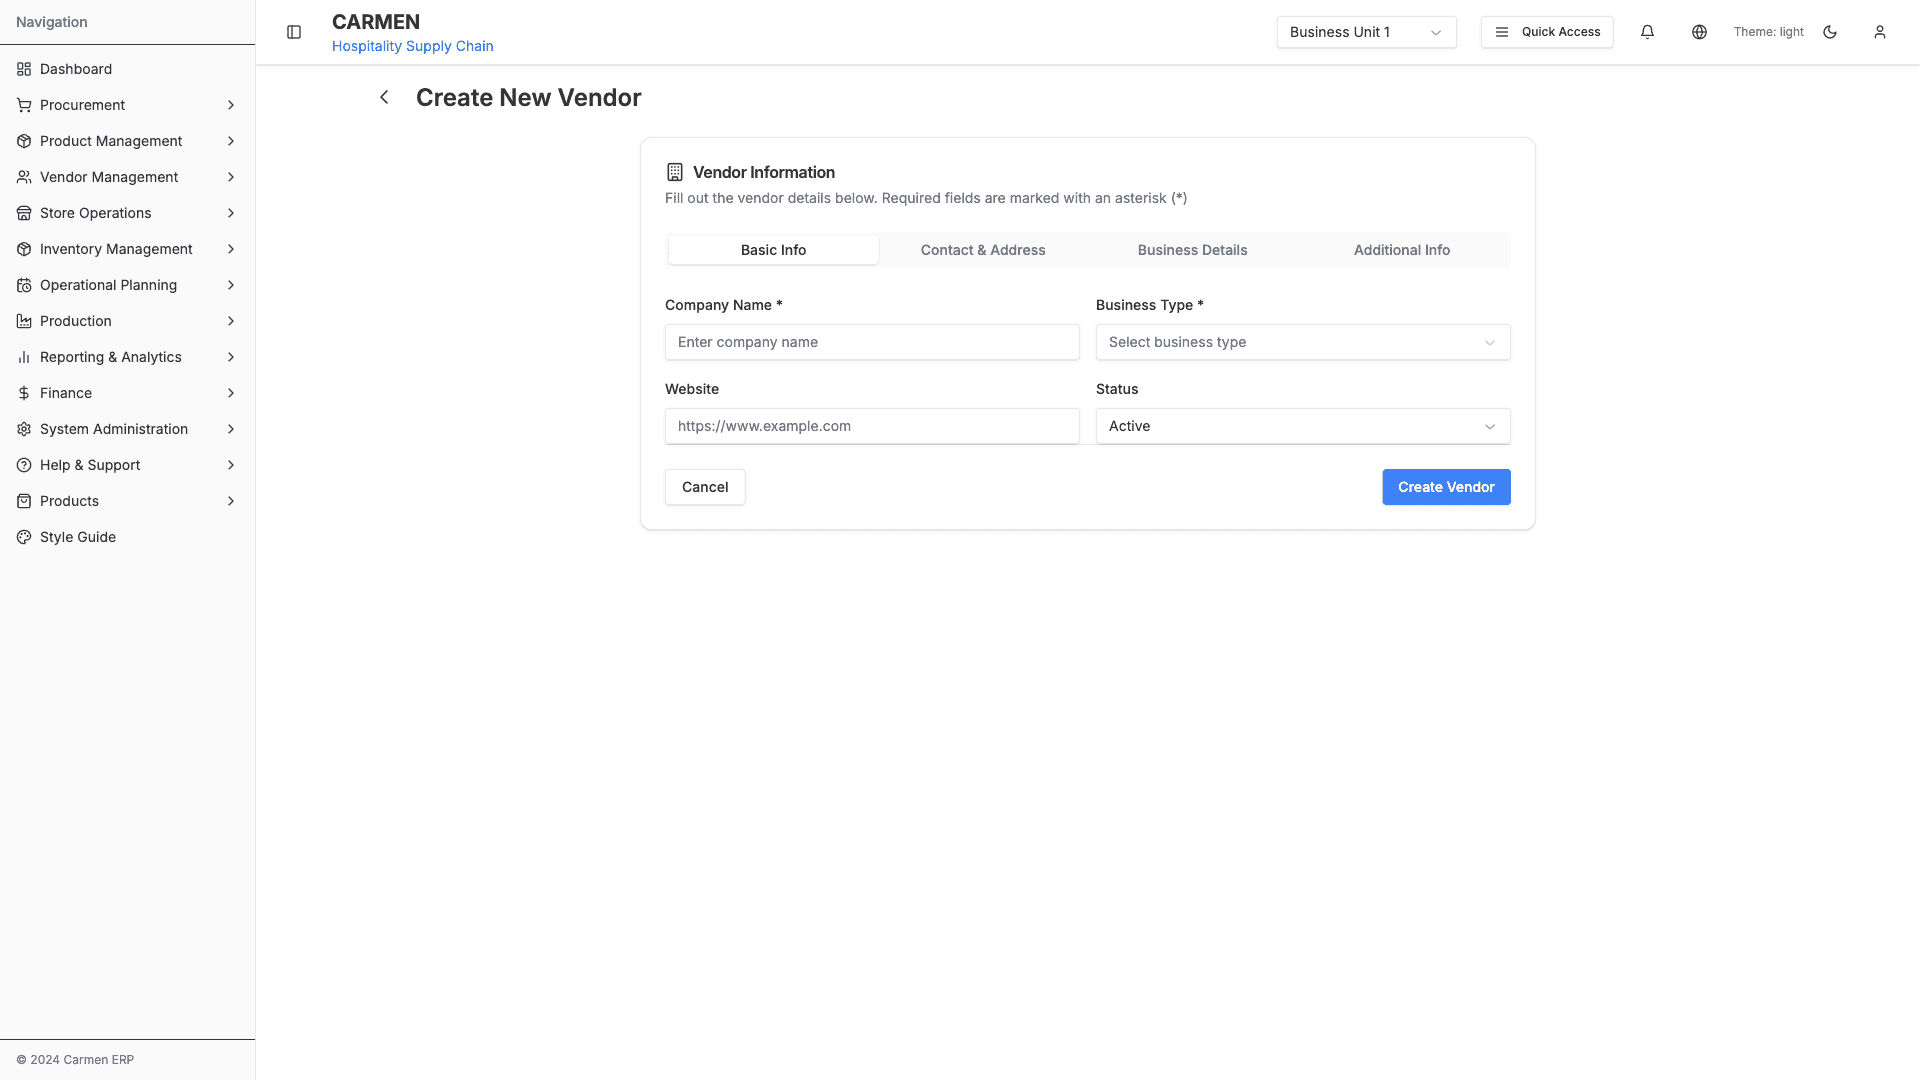 Navigation
Dashboard
Procurement
Product Management
Vendor Management
Store Operations
Inventory Management
Operational Planning
Production
Reporting & Analytics
Finance
System Administration
Help & Support
Products
Style Guide
© 2024 Carmen ERP
CARMEN
Hospitality Supply Chain
Business Unit 1
Quick Access
Theme: light
Create New Vendor
Vendor Information
Fill out the vendor details below. Required fields are marked with an asterisk (*)
Basic Info
Contact & Address
Business Details
Additional Info
Company Name *
Business Type *
Enter company name
Select business type
Website
Status
https://www.example.com
Active
Cancel
Create Vendor